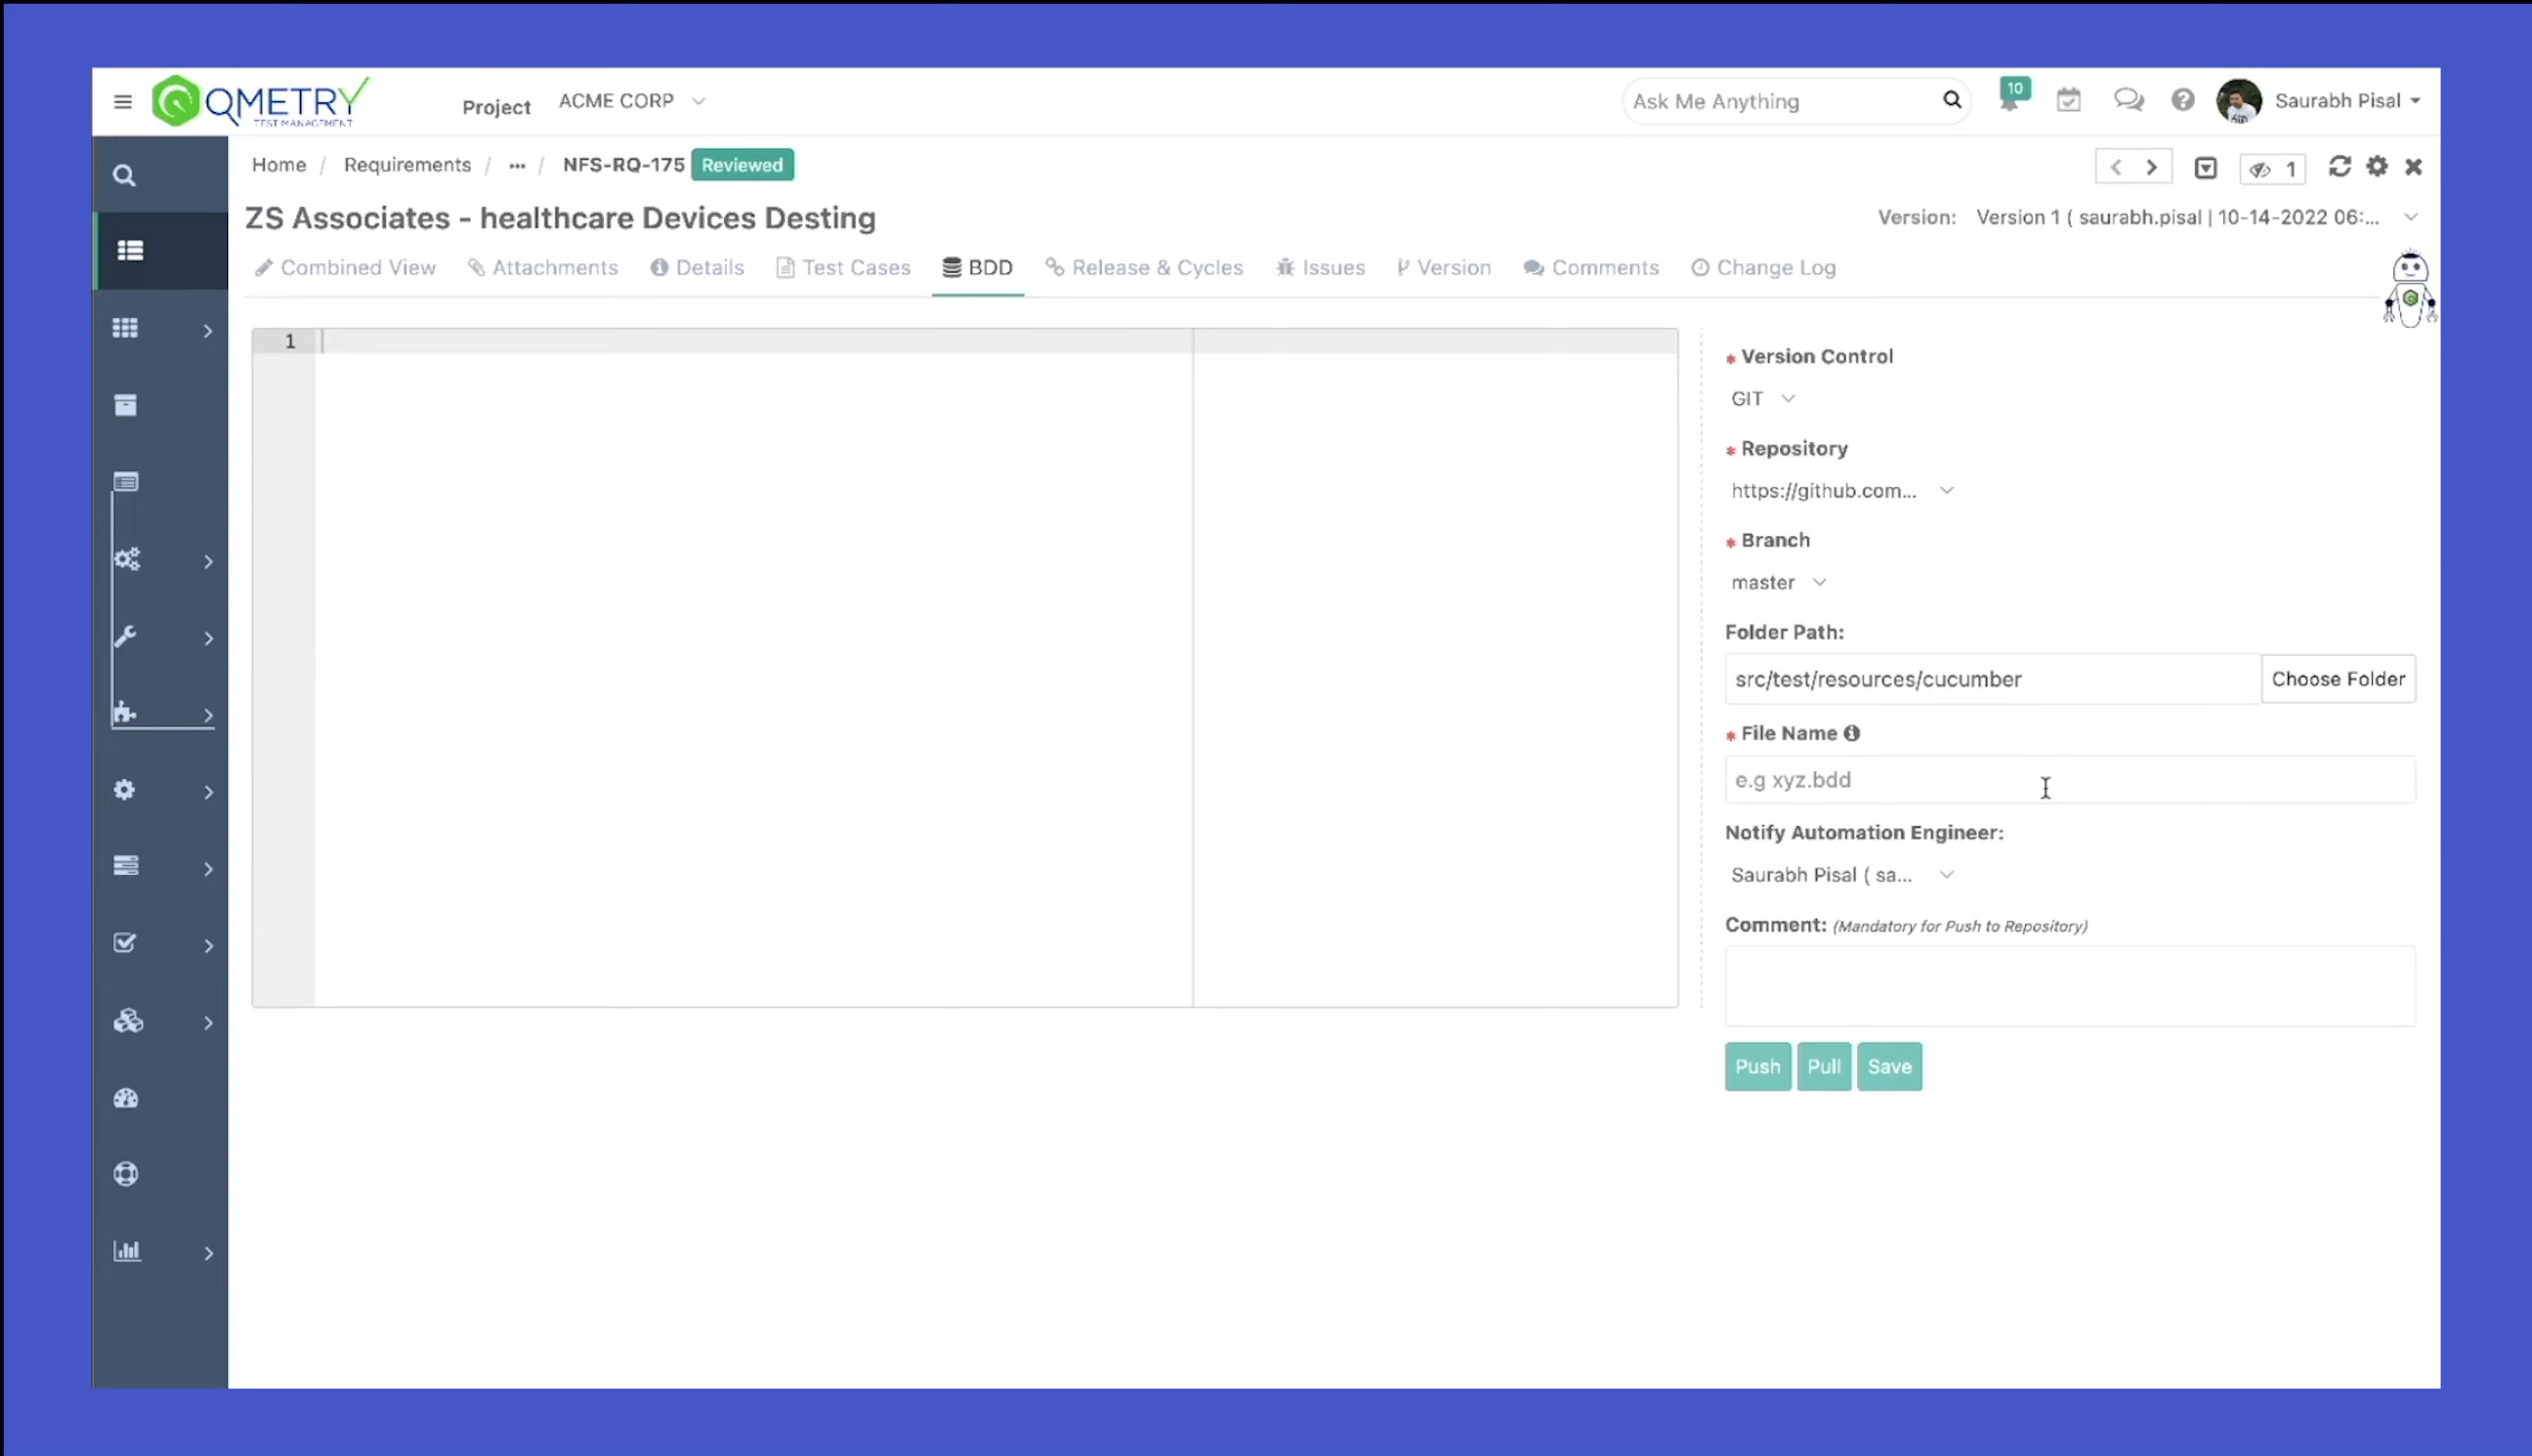 QMETRY
TEST MANAGEMENT
Project
ACME CORP
Ask Me Anything
10
Saurabh Pisal
Home / Requirements / ••• / NFS-RQ-175 Reviewed
1
ZS Associates - healthcare Devices Desting
Version: Version 1 ( saurabh.pisal | 10-14-2022 06:...
Combined View
Attachments
Details
Test Cases
BDD
Release & Cycles
Issues
Version
Comments
Change Log
1
* Version Control
GIT
* Repository
https://github.com...
* Branch
master
Folder Path:
src/test/resources/cucumber
Choose Folder
* File Name
e.g xyz.bdd
Notify Automation Engineer:
Saurabh Pisal ( sa...
Comment: (Mandatory for Push to Repository)
Push
Pull
Save